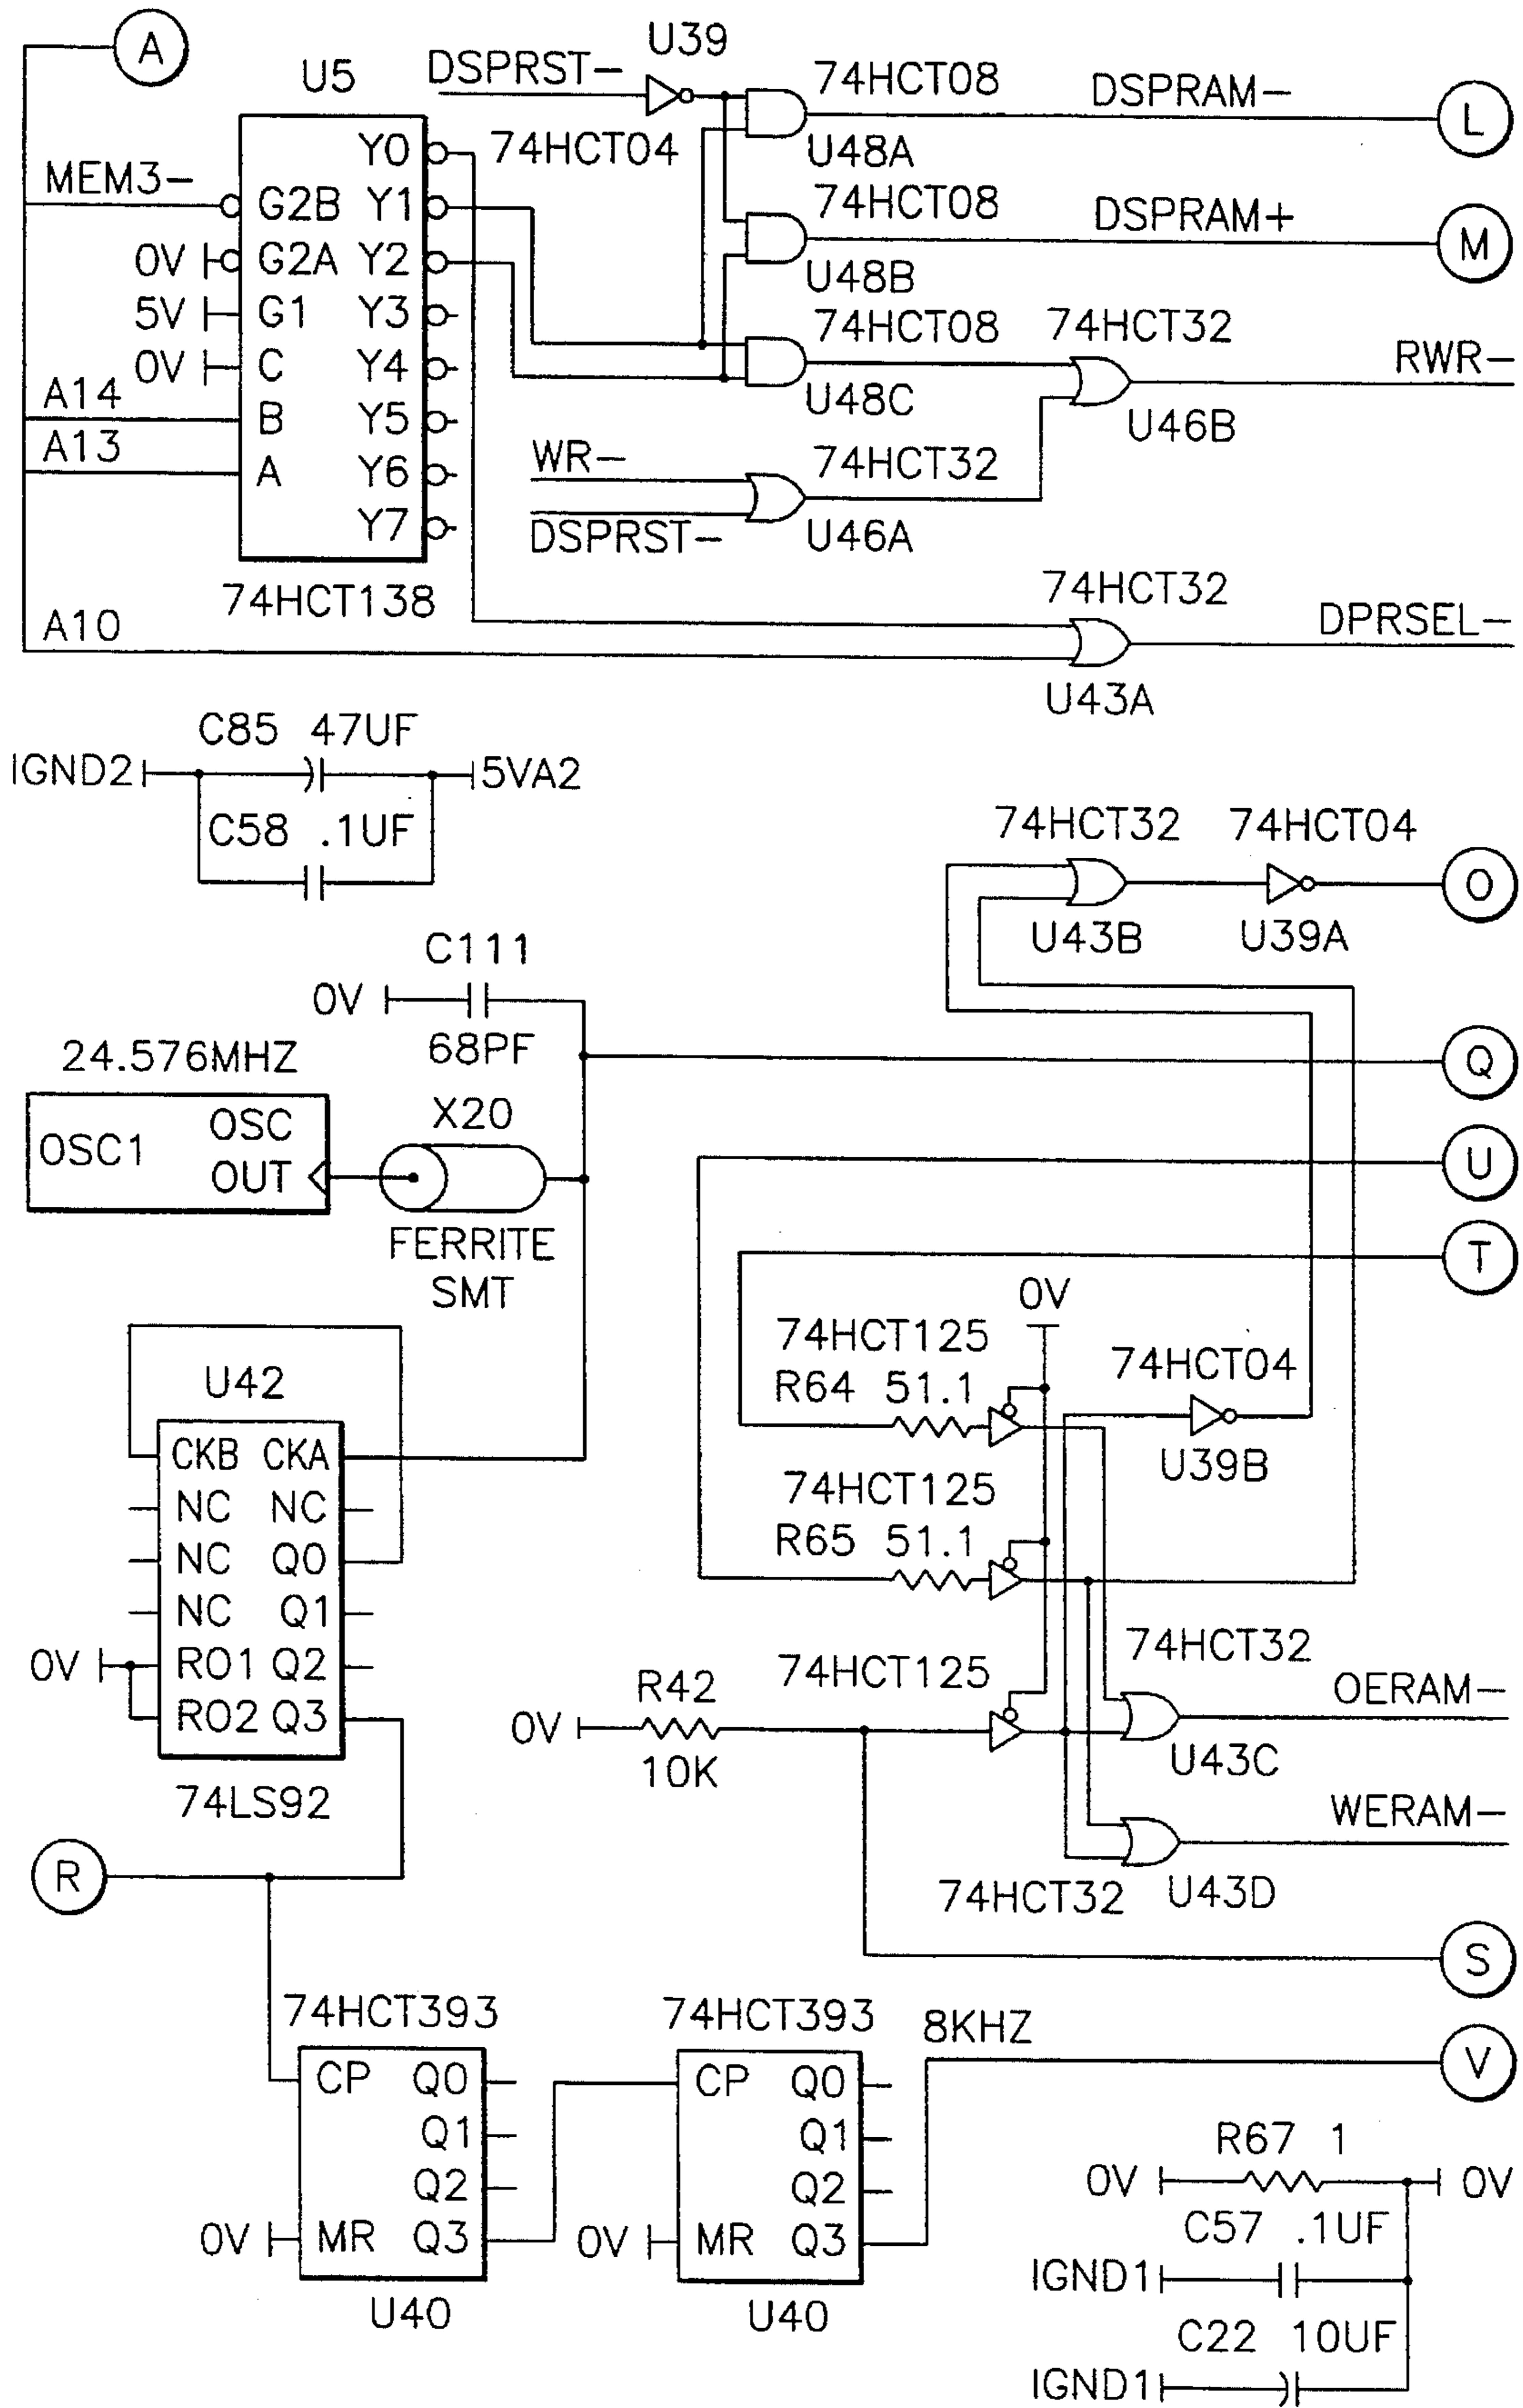 A
U5
DSPRST-
U39
74HCT04
74HCT08
DSPRAM-
L
U48A
74HCT08
DSPRAM+
M
U48B
MEM3-
0V
5V
0V
A14
A13
G2B
G2A
G1
C
B
A
Y0
Y1
Y2
Y3
Y4
Y5
Y6
Y7
74HCT138
74HCT08
U48C
74HCT32
RWR-
U46B
WR-
DSPRST-
74HCT32
U46A
A10
74HCT32
DPRSEL-
U43A
C85 47UF
IGND2
5VA2
C58 .1UF
74HCT32
74HCT04
O
U43B
U39A
C111
0V
68PF
24.576MHZ
Q
OSC1
OSC
OUT
X20
FERRITE
SMT
U
T
0V
74HCT125
R64 51.1
74HCT04
U39B
74HCT125
R65 51.1
U42
CKB CKA
NC NC
NC Q0
NC Q1
0V
RO1 Q2
RO2 Q3
74LS92
R42
0V
10K
74HCT125
74HCT32
OERAM-
U43C
WERAM-
74HCT32
U43D
R
S
74HCT393
CP Q0
Q1
Q2
0V
MR Q3
U40
74HCT393
CP Q0
Q1
Q2
0V
MR Q3
U40
8KHZ
V
R67 1
0V
0V
C57 .1UF
IGND1
C22 10UF
IGND1